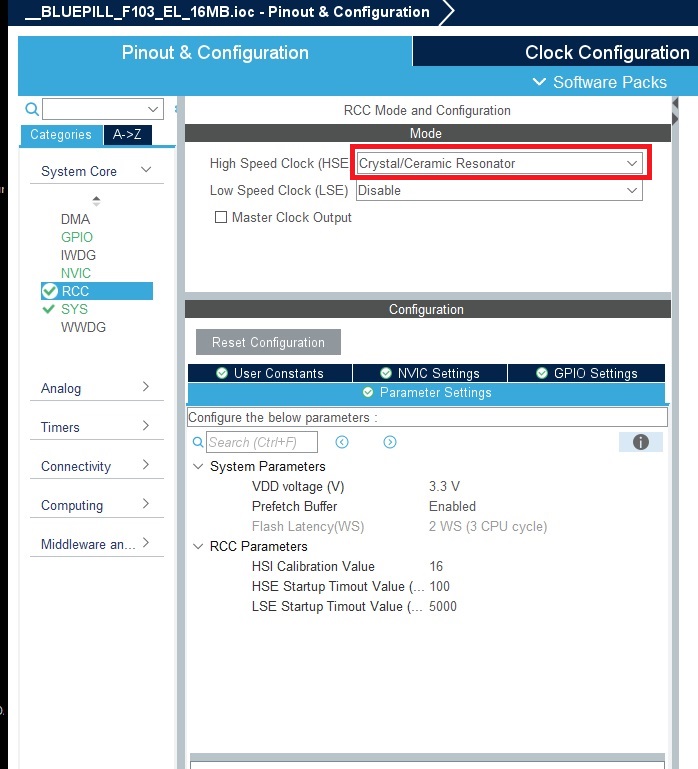 __BLUEPILL_F103_EL_16MB.ioc - Pinout & Configuration
Pinout & Configuration
Clock Configuration
Software Packs
Categories
A->Z
System Core
DMA
GPIO
IWDG
NVIC
RCC
SYS
WWDG
Analog
Timers
Connectivity
Computing
Middleware an...
RCC Mode and Configuration
Mode
High Speed Clock (HSE
Crystal/Ceramic Resonator
Low Speed Clock (LSE)
Disable
Master Clock Output
Configuration
Reset Configuration
User Constants
NVIC Settings
GPIO Settings
Parameter Settings
Configure the below parameters :
Search (Ctrl+F)
System Parameters
VDD voltage (V) 3.3 V
Prefetch Buffer Enabled
Flash Latency(WS) 2 WS (3 CPU cycle)
RCC Parameters
HSI Calibration Value 16
HSE Startup Timout Value (... 100
LSE Startup Timout Value (... 5000